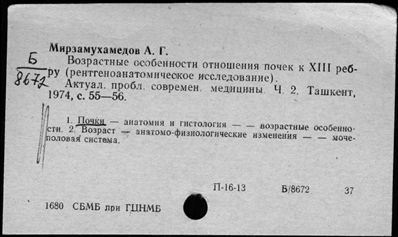 Мирзамухамедов А. Г.
Возрастные особенности отношения почек к XIII реб-
ру (рентгеноанатомическое исследование).
Б
8672
Актуал. пробл. современ. медицины. Ч. 2. Ташкент,
1974, с. 55—56.
1. Почки — анатомия и гистология — — возрастные особенно-
сти. 2. Возраст — анатомо-физиологические изменения — — моче-
половая система.
П-16-13 Б/8672 37
1680 СБМБ при ГЦНМБ